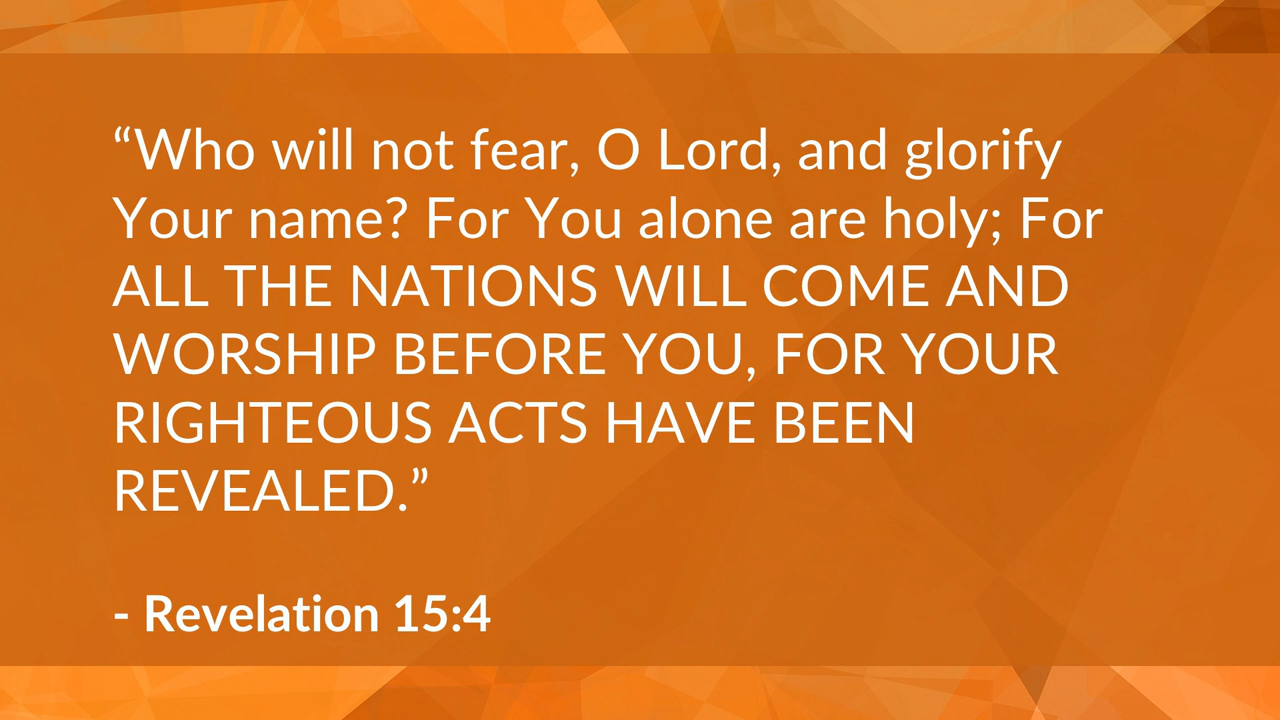 “Who will not fear, O Lord, and glorify
Your name? For You alone are holy; For
ALL THE NATIONS WILL COME AND
WORSHIP BEFORE YOU, FOR YOUR
RIGHTEOUS ACTS HAVE BEEN
REVEALED.”
- Revelation 15:4